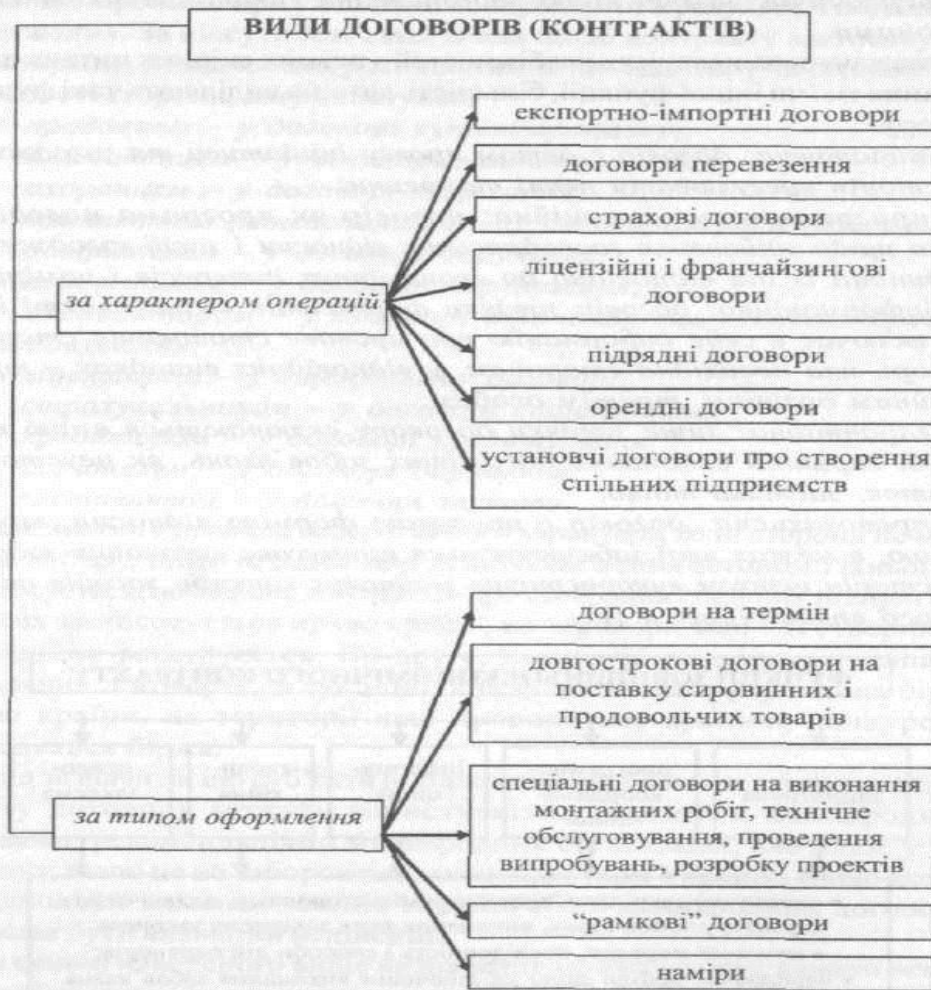 ВИДИ ДОГОВОРІВ (КОНТРАКТІВ)
за характером операцій
експортно-імпортні договори
договори перевезення
страхові договори
ліцензійні і франчайзингові
договори
підрядні договори
орендні договори
установчі договори про створення
спільних підприємств
за типом оформлення
договори на термін
довгострокові договори на
поставку сировинних і
продовольчих товарів
спеціальні договори на виконання
монтажних робіт, технічне
обслуговування, проведення
випробувань, розробку проектів
“рамкові” договори
наміри